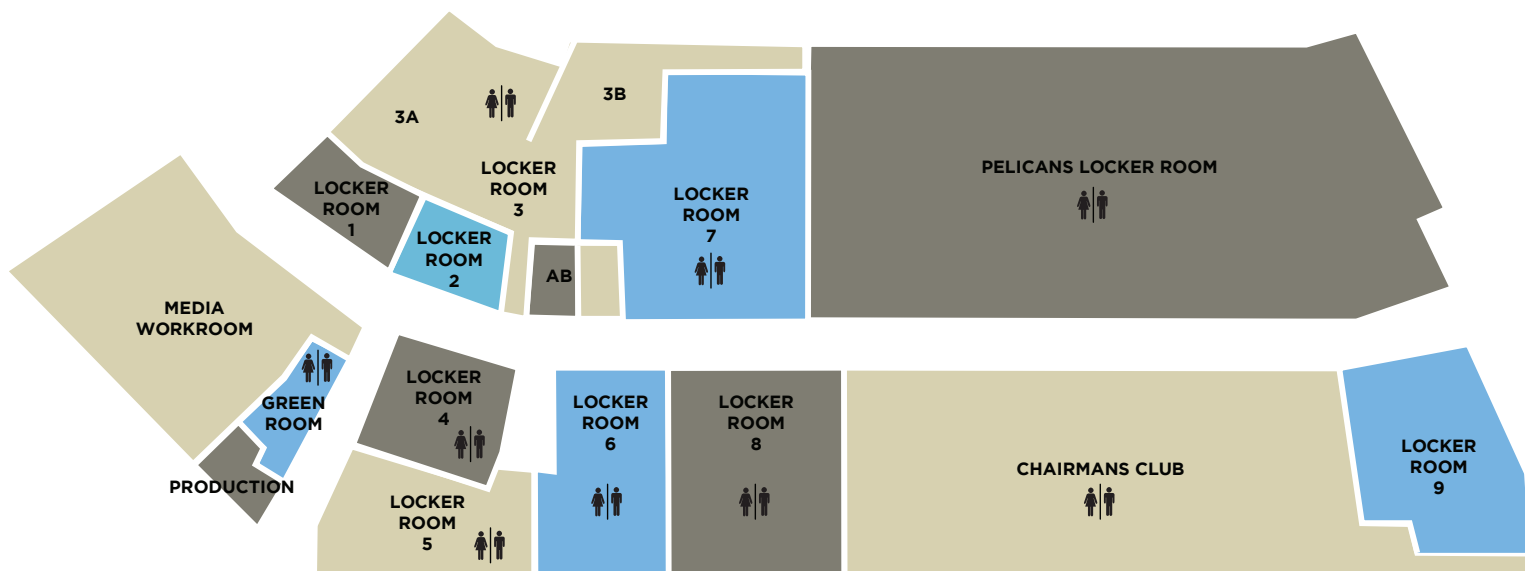 3A
3B
LOCKER
ROOM
3
LOCKER
ROOM
1
LOCKER
ROOM
2
AB
LOCKER
ROOM
7
PELICANS LOCKER ROOM
MEDIA
WORKROOM
GREEN
ROOM
PRODUCTION
LOCKER
ROOM
4
LOCKER
ROOM
5
LOCKER
ROOM
6
LOCKER
ROOM
8
CHAIRMANS CLUB
LOCKER
ROOM
9